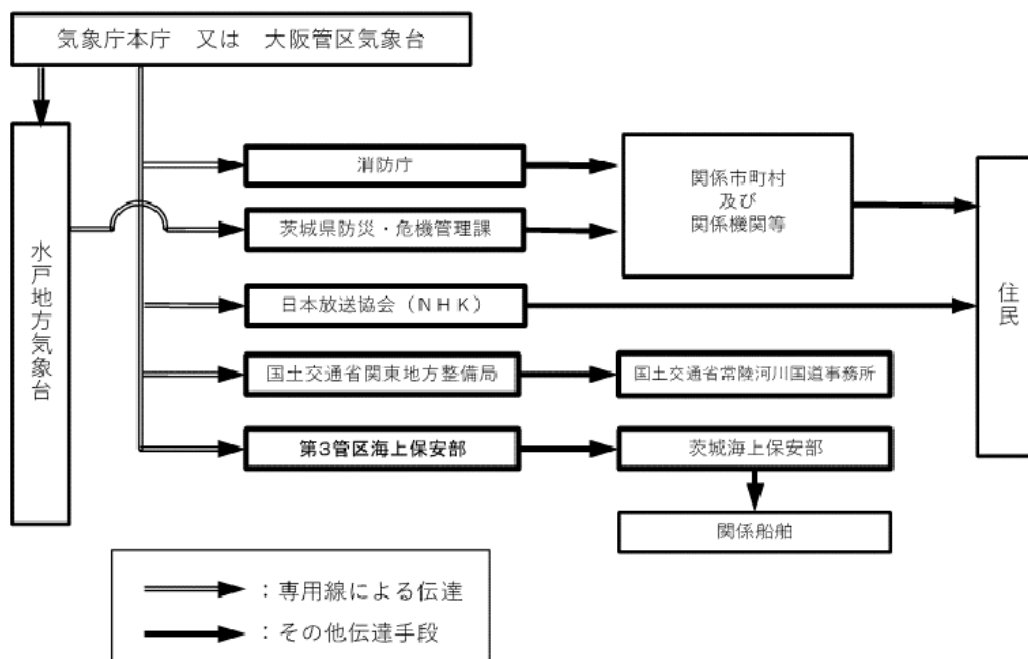 気象庁本庁　又は　大阪管区気象台
水戸地方気象台
消防庁
茨城県防災・危機管理課
日本放送協会（ＮＨＫ）
国土交通省関東地方整備局
第3管区海上保安部
関係市町村
及び
関係機関等
国土交通省常陸河川国道事務所
茨城海上保安部
関係船舶
住民
：専用線による伝達
：その他伝達手段